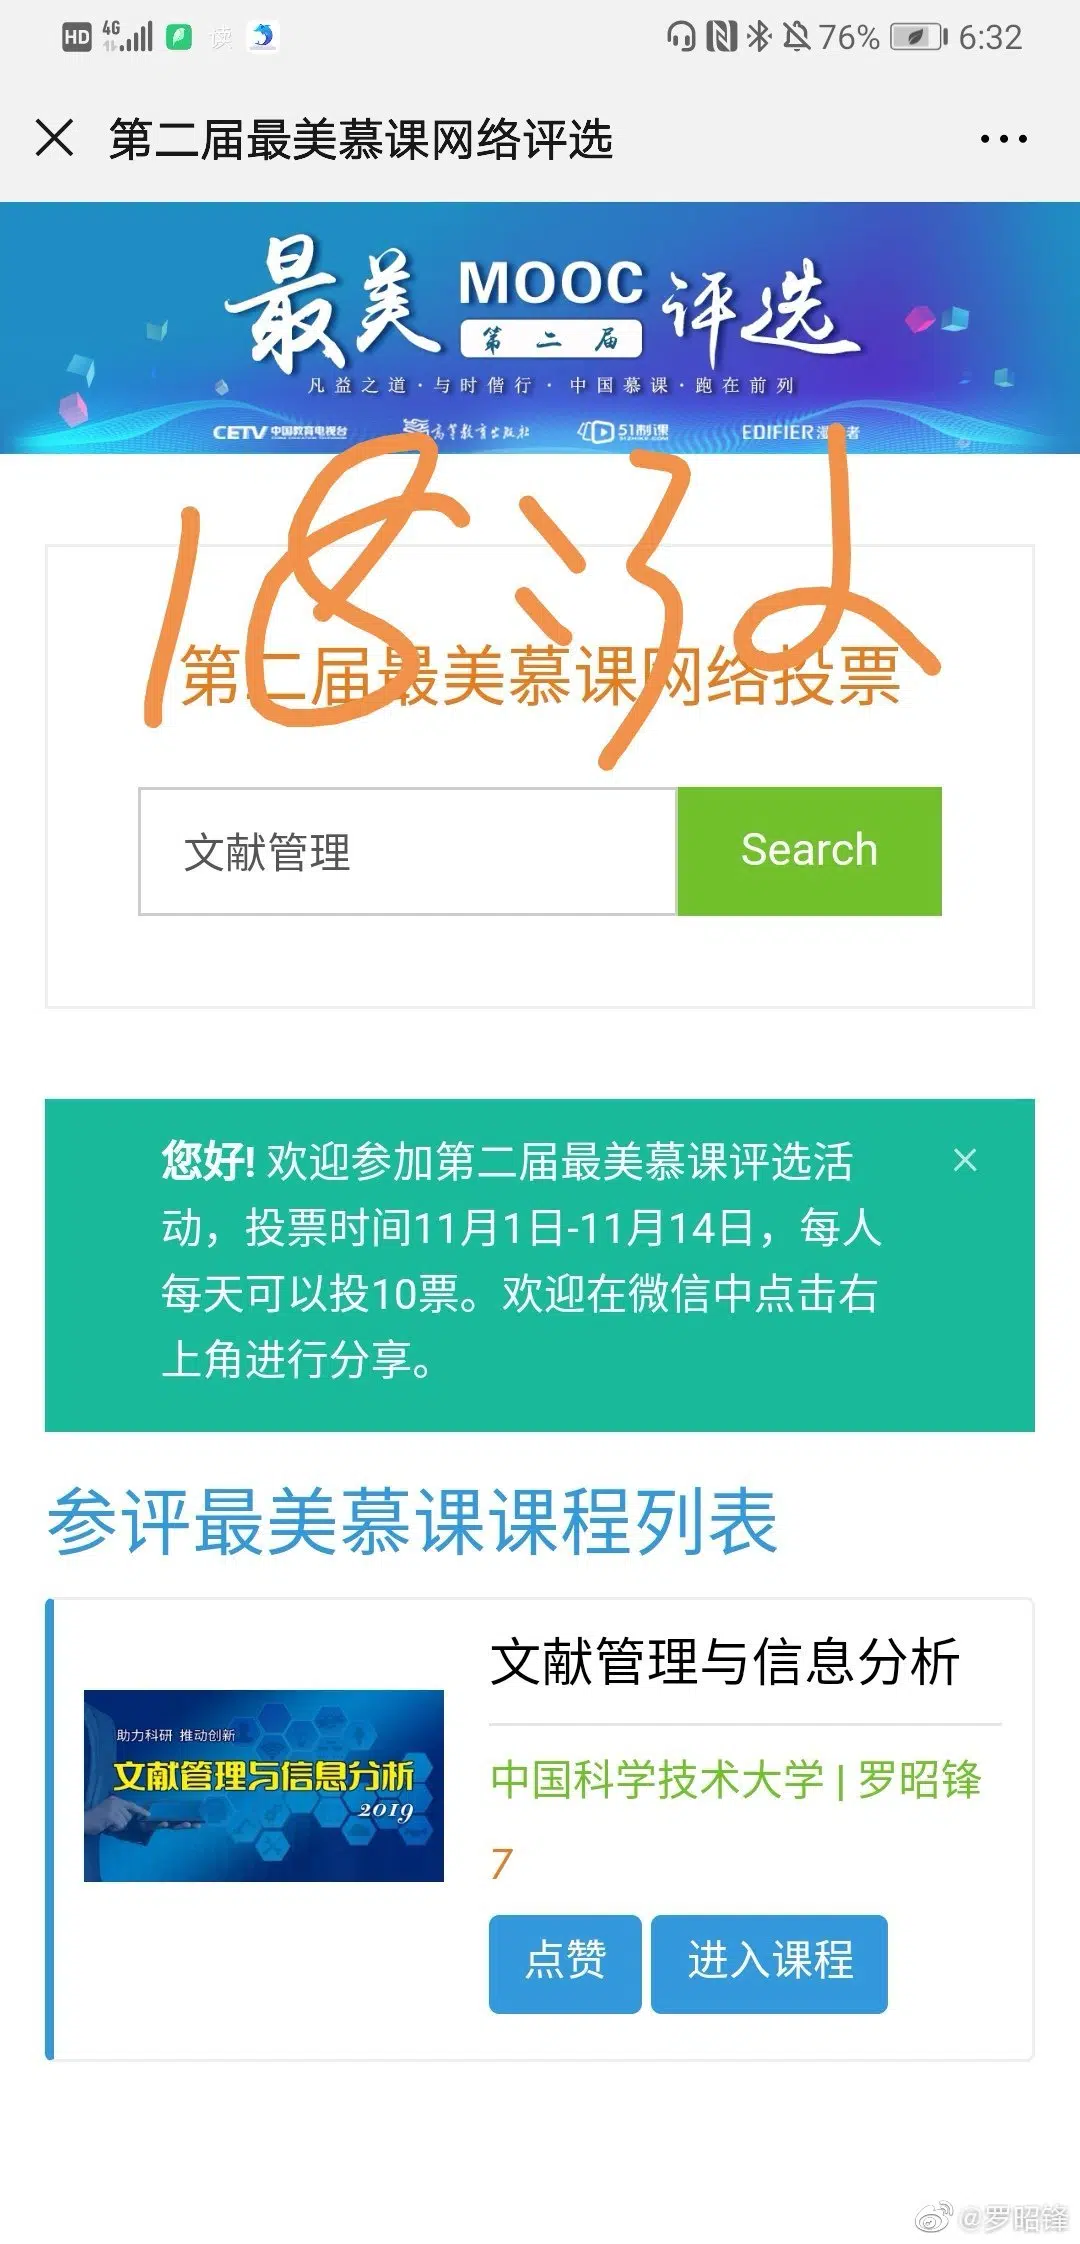 HD 4G 读 76% 6:32
第二届最美慕课网络评选
最美 MOOC 评选
第二届
凡益之道·与时偕行·中国慕课·跑在前列
CETV 中国教育电视台 高等教育出版社 51制课 EDIFIER漫步者
18:32
第二届最美慕课网络投票
文献管理 Search
您好! 欢迎参加第二届最美慕课评选活
动，投票时间11月1日-11月14日，每人
每天可以投10票。欢迎在微信中点击右
上角进行分享。
参评最美慕课课程列表
文献管理与信息分析
助力科研 推动创新
文献管理与信息分析
2019
中国科学技术大学 | 罗昭锋
7
点赞 进入课程
@罗昭锋